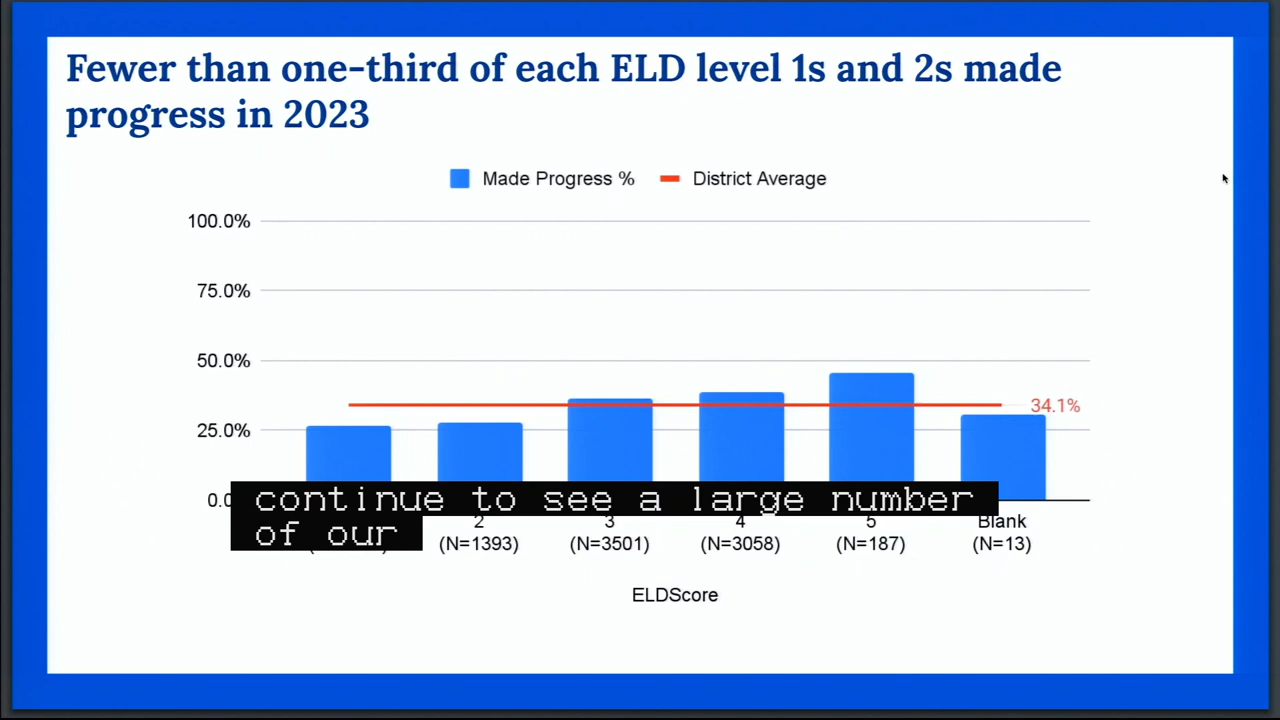 Fewer than one-third of each ELD level 1s and 2s made
progress in 2023
Made Progress %
District Average
100.0%
75.0%
50.0%
34.1%
25.0%
continue to see a large number
of our
2
3
4
5
Blank
(N=1393)
(N=3501)
(N=3058)
(N=187)
(N=13)
ELDScore